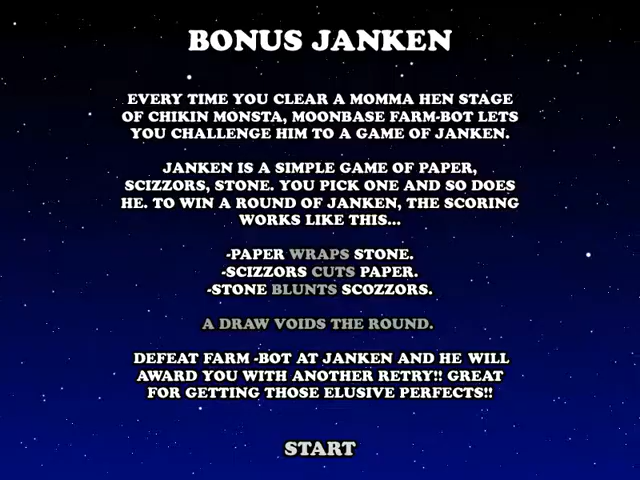 BONUS JANKEN
EVERY TIME YOU CLEAR A MOMMA HEN STAGE
OF CHIKIN MONSTA, MOONBASE FARM-BOT LETS
YOU CHALLENGE HIM TO A GAME OF JANKEN.
JANKEN IS A SIMPLE GAME OF PAPER,
SCIZZORS, STONE. YOU PICK ONE AND SO DOES
HE. TO WIN A ROUND OF JANKEN, THE SCORING
WORKS LIKE THIS...
-PAPER WRAPS STONE.
-SCIZZORS CUTS PAPER.
-STONE BLUNTS SCOZZORS.
A DRAW VOIDS THE ROUND.
DEFEAT FARM -BOT AT JANKEN AND HE WILL
AWARD YOU WITH ANOTHER RETRY!! GREAT
FOR GETTING THOSE ELUSIVE PERFECTS!!
START